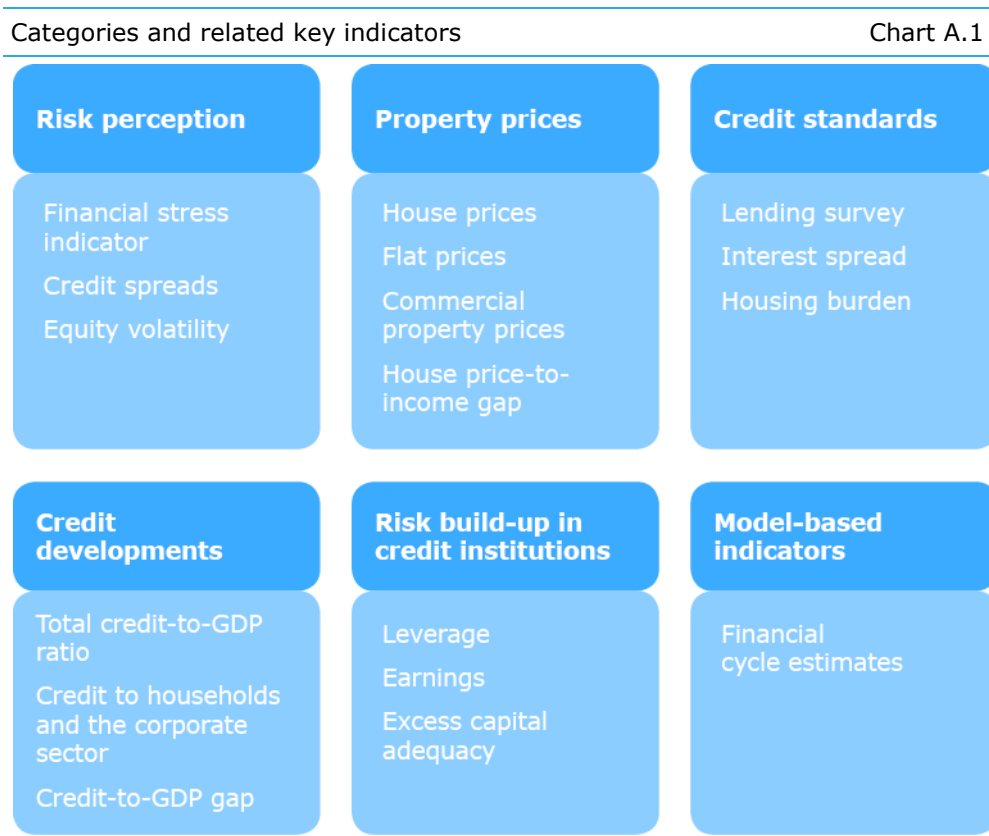 Categories and related key indicators Chart A.1
Risk perception
Financial stress
indicator
Credit spreads
Equity volatility
Property prices
House prices
Flat prices
Commercial
property prices
House price-to-
income gap
Credit standards
Lending survey
Interest spread
Housing burden
Credit
developments
Total credit-to-GDP
ratio
Credit to households
and the corporate
sector
Credit-to-GDP gap
Risk build-up in
credit institutions
Leverage
Earnings
Excess capital
adequacy
Model-based
indicators
Financial
cycle estimates